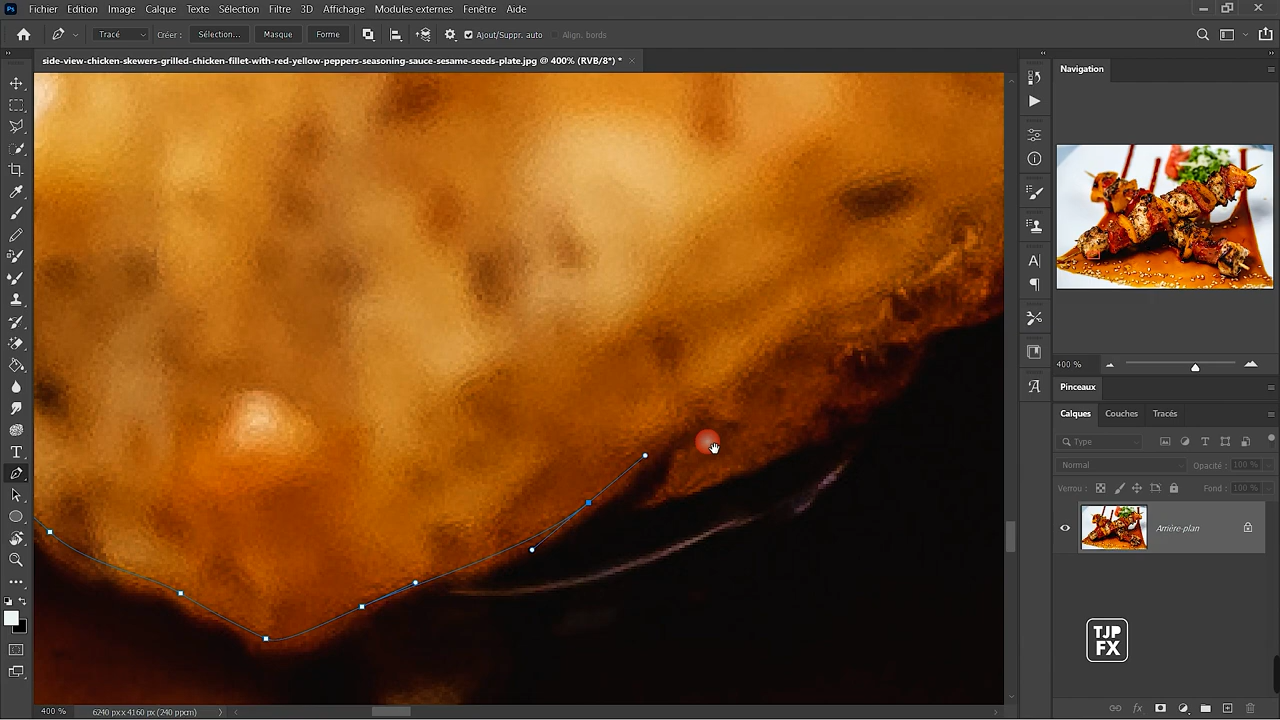 Ps Fichier Edition Image Calque Texte Sélection Filtre 3D Affichage Modules externes Fenêtre Aide
Tracé Créer : Sélection... Masque Forme Ajout/Suppr. auto Align. bords
side-view-chicken-skewers-grilled-chicken-fillet-with-red-yellow-peppers-seasoning-sauce-sesame-seeds-plate.jpg @ 400% (RVB/8*) *
Navigation
400 %
Pinceaux
Calques Couches Tracés
Type
Normal Opacité : 100 %
Verrou : Fond : 100 %
Arrière-plan
TJP
FX
400 % 6240 px x 4160 px (240 ppcm)
fx